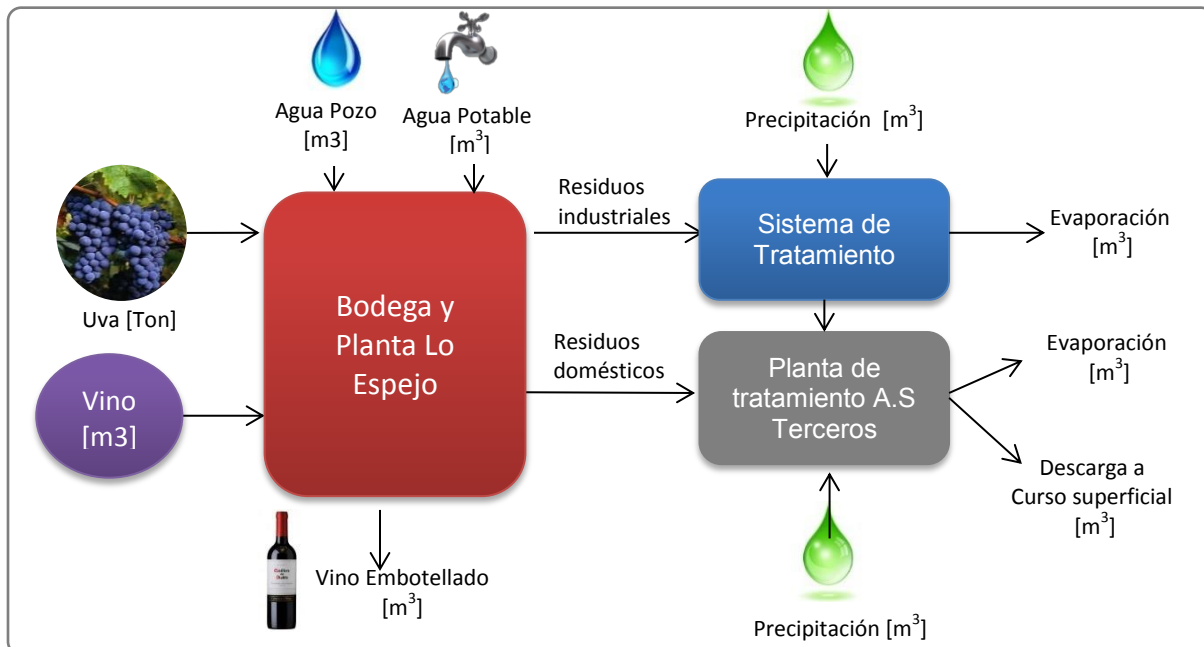 Agua Pozo
[m3]
Agua Potable
[m³]
Precipitación [m³]
Uva [Ton]
Vino
[m3]
Bodega y
Planta Lo
Espejo
Residuos
industriales
Residuos
domésticos
Sistema de
Tratamiento
Planta de
tratamiento A.S
Terceros
Evaporación
[m³]
Evaporación
[m³]
Descarga a
Curso superficial
[m³]
Vino Embotellado
[m³]
Precipitación [m³]